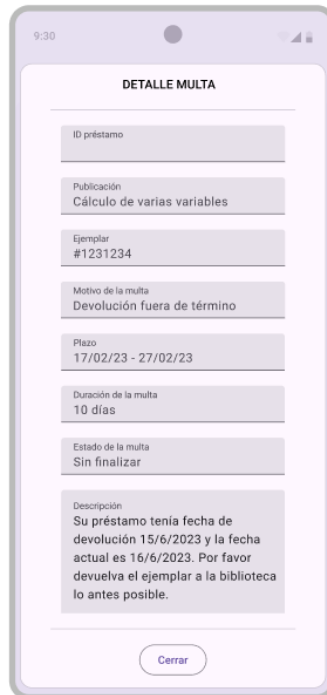 9:30
DETALLE MULTA
ID préstamo
Publicación
Cálculo de varias variables
Ejemplar
#1231234
Motivo de la multa
Devolución fuera de término
Plazo
17/02/23 - 27/02/23
Duración de la multa
10 días
Estado de la multa
Sin finalizar
Descripción
Su préstamo tenía fecha de
devolución 15/6/2023 y la fecha
actual es 16/6/2023. Por favor
devuelva el ejemplar a la biblioteca
lo antes posible.
Cerrar